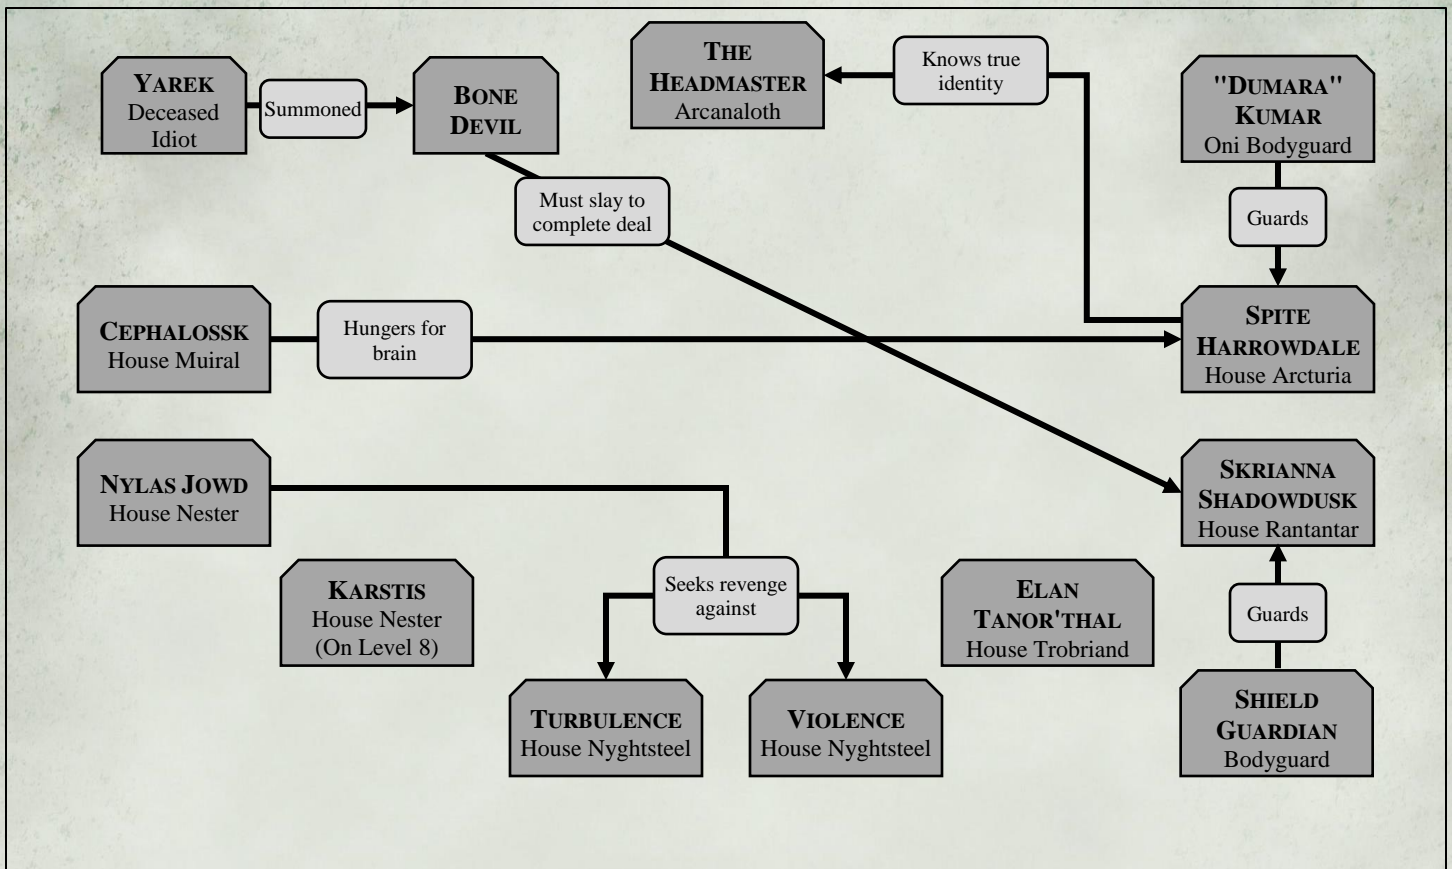 YAREK
Deceased
Idiot
Summoned
BONE
DEVIL
THE
HEADMASTER
Arcanaloth
Knows true
identity
"DUMARA"
KUMAR
Oni Bodyguard
Must slay to
complete deal
Guards
CEPHALOSSK
House Muiral
Hungers for
brain
SPITE
HARROWDALE
House Arcturia
NYLAS JOWD
House Nester
SKRIANNA
SHADOWDUSK
House Rantantar
KARSTIS
House Nester
(On Level 8)
Seeks revenge
against
ELAN
TANOR'THAL
House Trobriand
Guards
TURBULENCE
House Nyghtsteel
VIOLENCE
House Nyghtsteel
SHIELD
GUARDIAN
Bodyguard